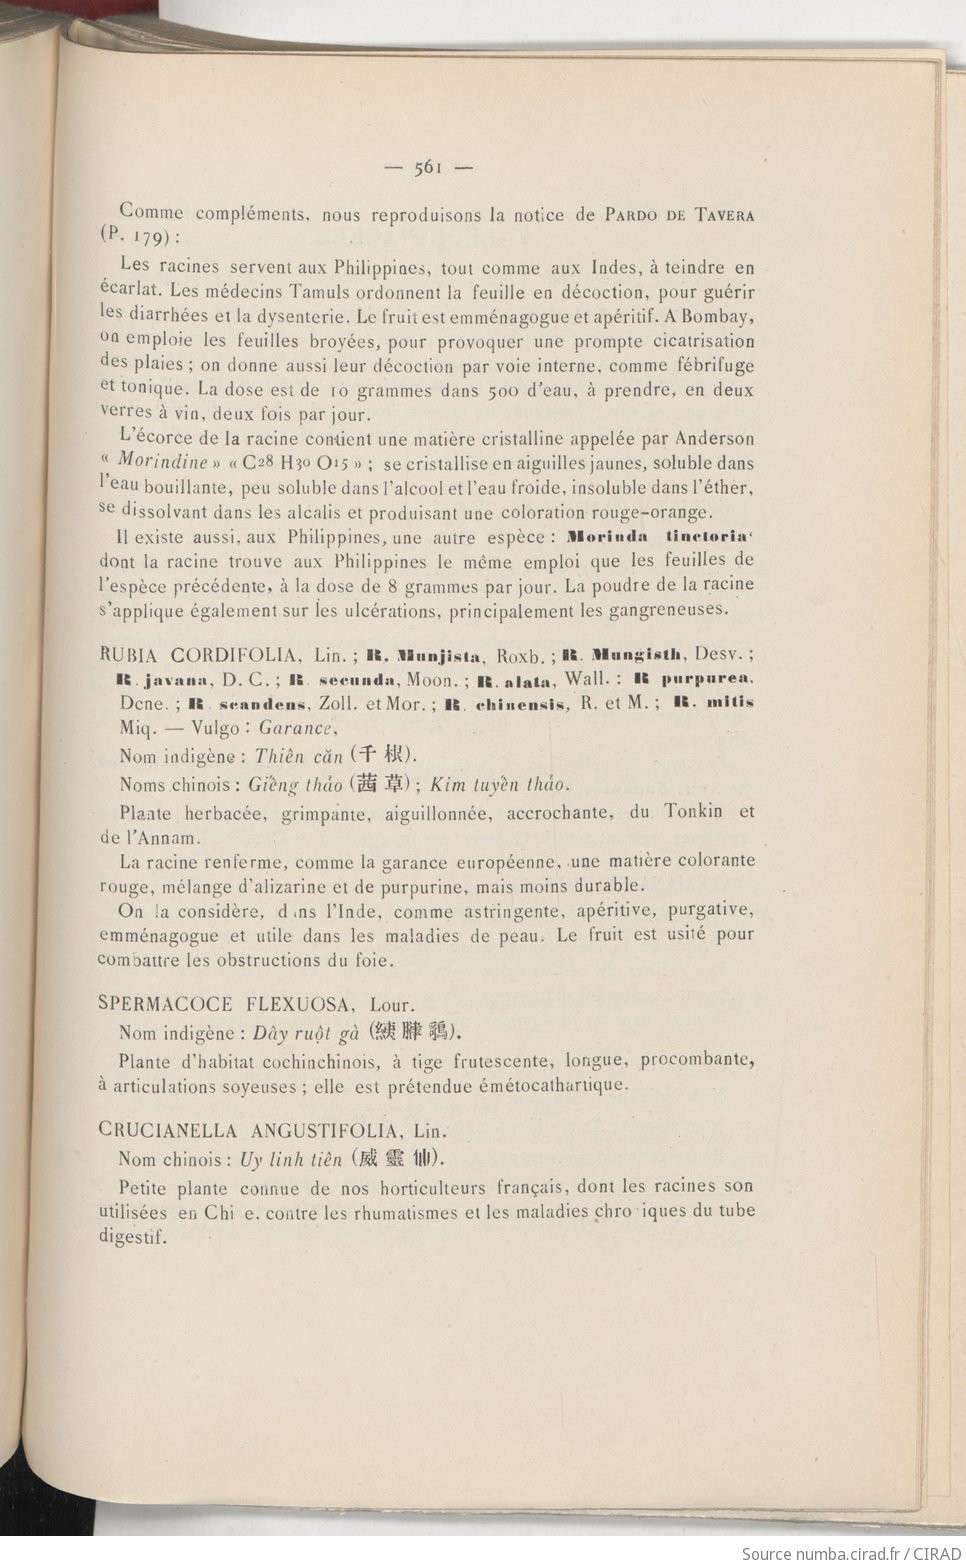 — 561 —
Comme compléments, nous reproduisons la notice de PARDO DE TAVERA
(P. 179) :
Les racines servent aux Philippines, tout comme aux Indes, à teindre en
écarlat. Les médecins Tamuls ordonnent la feuille en décoction, pour guérir
les diarrhées et la dysenterie. Le fruit est emménagogue et apéritif. A Bombay,
on emploie les feuilles broyées, pour provoquer une prompte cicatrisation
des plaies ; on donne aussi leur décoction par voie interne, comme fébrifuge
et tonique. La dose est de 10 grammes dans 500 d'eau, à prendre, en deux
verres à vin, deux fois par jour.
L'écorce de la racine contient une matière cristalline appelée par Anderson
« Morindine » « C28 H30 O15 » ; se cristallise en aiguilles jaunes, soluble dans
l'eau bouillante, peu soluble dans l'alcool et l'eau froide, insoluble dans l'éther,
se dissolvant dans les alcalis et produisant une coloration rouge-orange.
Il existe aussi, aux Philippines, une autre espèce : Morinda tinctoria‘
dont la racine trouve aux Philippines le même emploi que les feuilles de
l'espèce précédente, à la dose de 8 grammes par jour. La poudre de la racine
s'applique également sur les ulcérations, principalement les gangreneuses.
RUBIA CORDIFOLIA, Lin. ; R. Munjista, Roxb. ; R. Mungisth, Desv. ;
R. javana, D. C. ; R. secunda, Moon. ; R. alata, Wall. : R purpurea,
Dcne. ; R. scandens, Zoll. et Mor. ; R. chinensis, R. et M. ; R. mitis
Miq. — Vulgo : Garance,
Nom indigène : Thiên căn (千 根).
Noms chinois : Giềng thảo (茜 草) ; Kim tuyền thảo.
Plante herbacée, grimpante, aiguillonnée, accrochante, du Tonkin et
de l'Annam.
La racine renferme, comme la garance européenne, une matière colorante
rouge, mélange d'alizarine et de purpurine, mais moins durable.
On la considère, dans l'Inde, comme astringente, apéritive, purgative,
emménagogue et utile dans les maladies de peau. Le fruit est usité pour
combattre les obstructions du foie.
SPERMACOCE FLEXUOSA, Lour.
Nom indigène : Dây ruột gà
Plante d'habitat cochinchinois, à tige frutescente, longue, procombante,
à articulations soyeuses ; elle est prétendue émétocathartique.
CRUCIANELLA ANGUSTIFOLIA, Lin.
Nom chinois : Uy linh tiên (威 靈 仙).
Petite plante connue de nos horticulteurs français, dont les racines son
utilisées en Chi e. contre les rhumatismes et les maladies chro iques du tube
digestif.
Source numba.cirad.fr / CIRAD